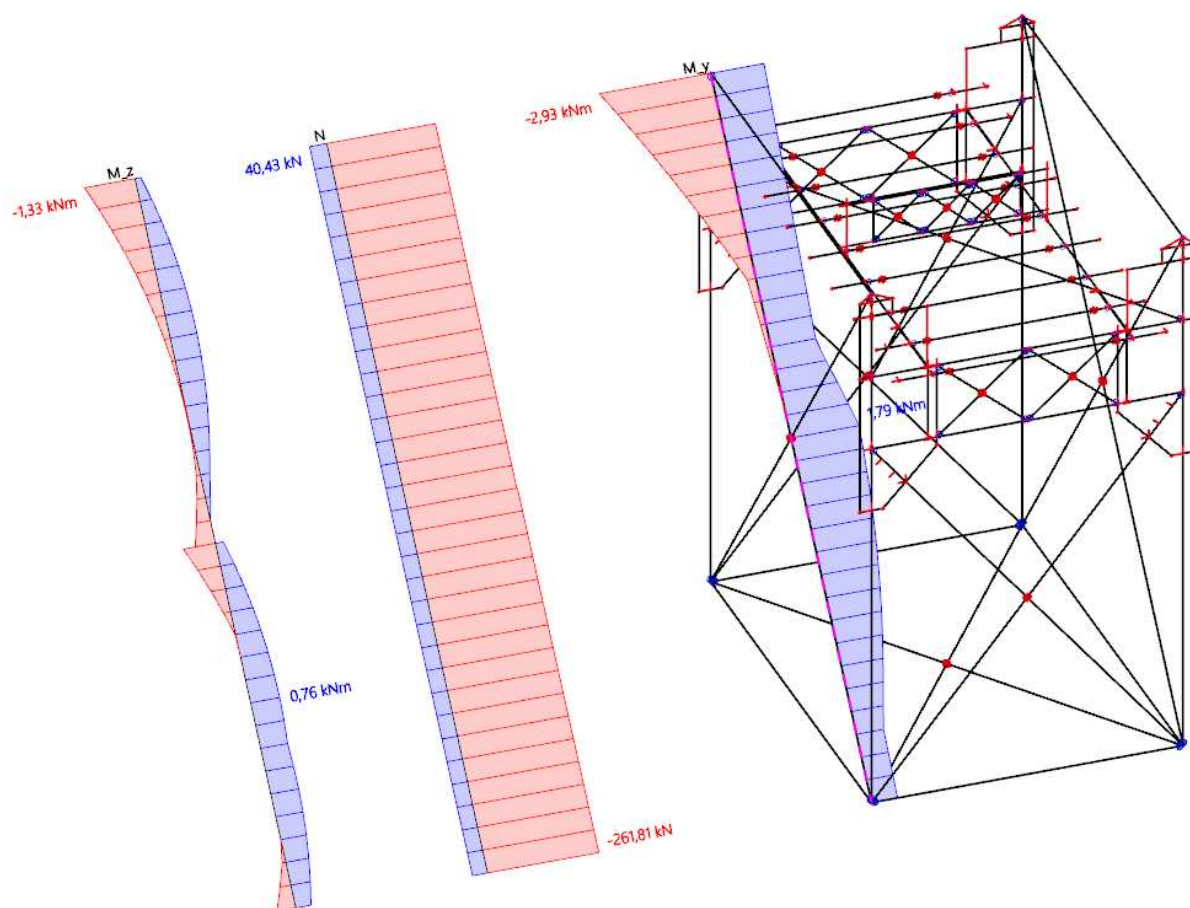 M_y
-2,93 kNm
N
40,43 kN
M_z
-1,33 kNm
1,79 kNm
0,76 kNm
-261,81 kN